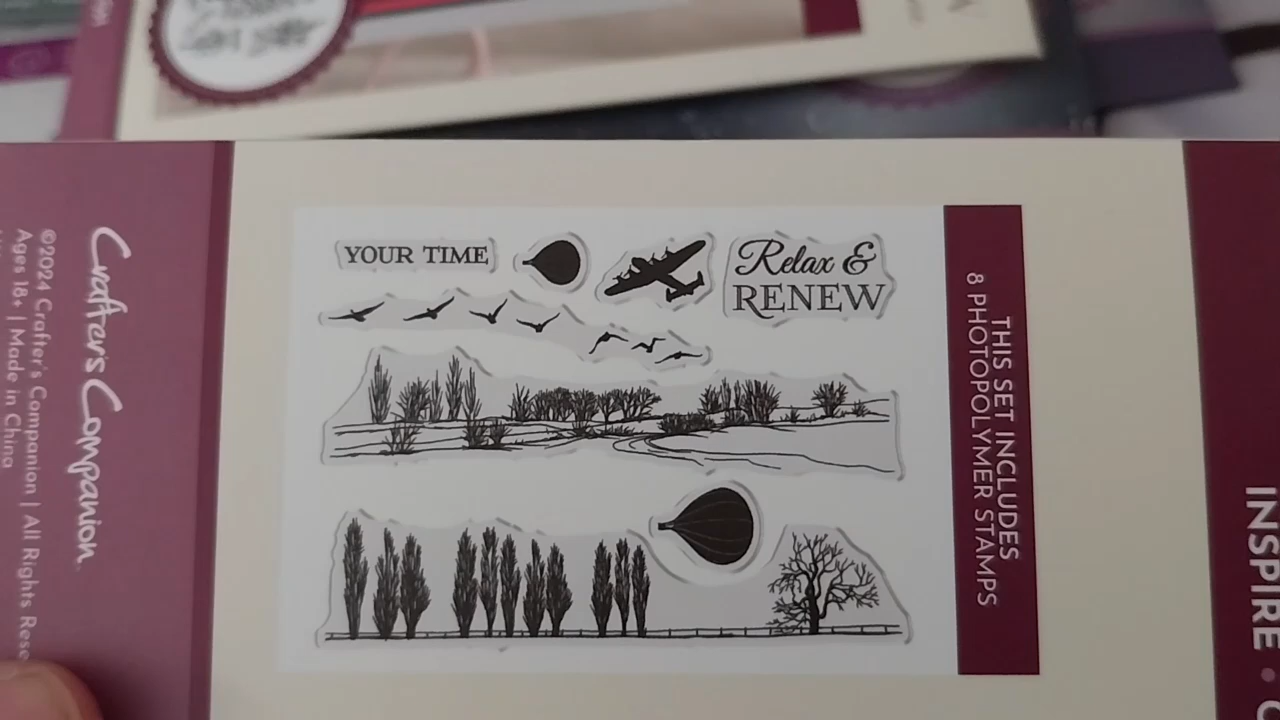 YOUR TIME
Relax &
RENEW
THIS SET INCLUDES
8 PHOTOPOLYMER STAMPS
Crafter's Companion
©2024 Crafter's Companion | All Rights Rese
Ages 18+ | Made in China
INSPIRE •